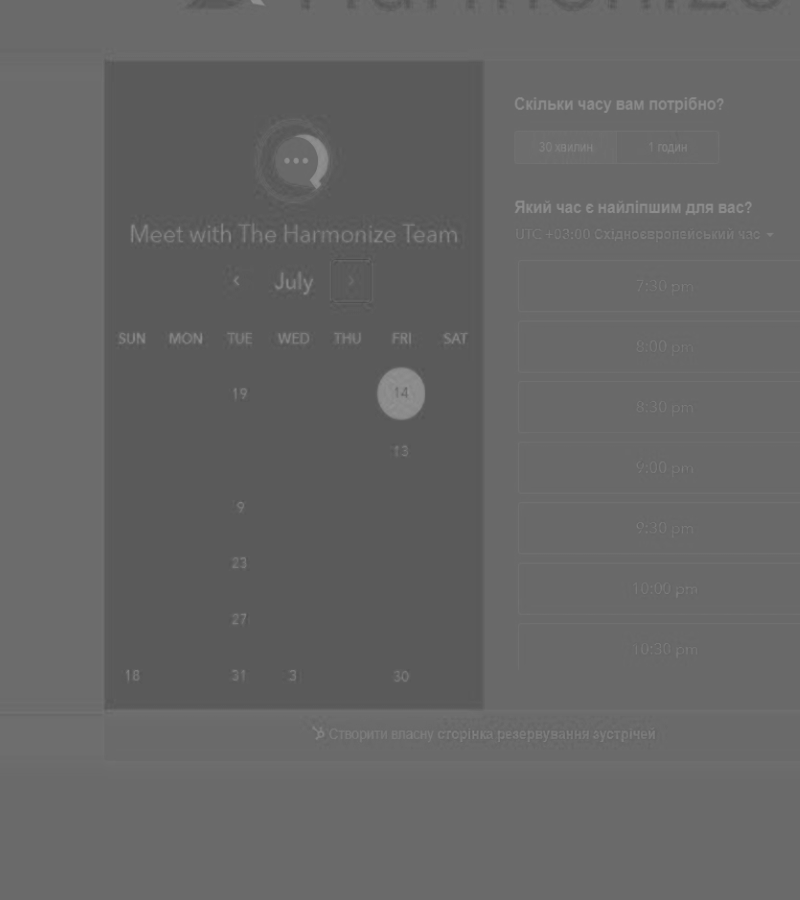 Harmonize
Meet with The Harmonize Team
July
SUN MON TUE WED THU FRI SAT
19 14
13
9
23
27
18 31 3 30
Скільки часу вам потрібно?
30 хвилин 1 годин
Який час є найліпшим для вас?
UTC +03:00 Східноєвропейський час
7:30 pm
8:00 pm
8:30 pm
9:00 pm
9:30 pm
10:00 pm
10:30 pm
Створити власну сторінка резервування зустрічей